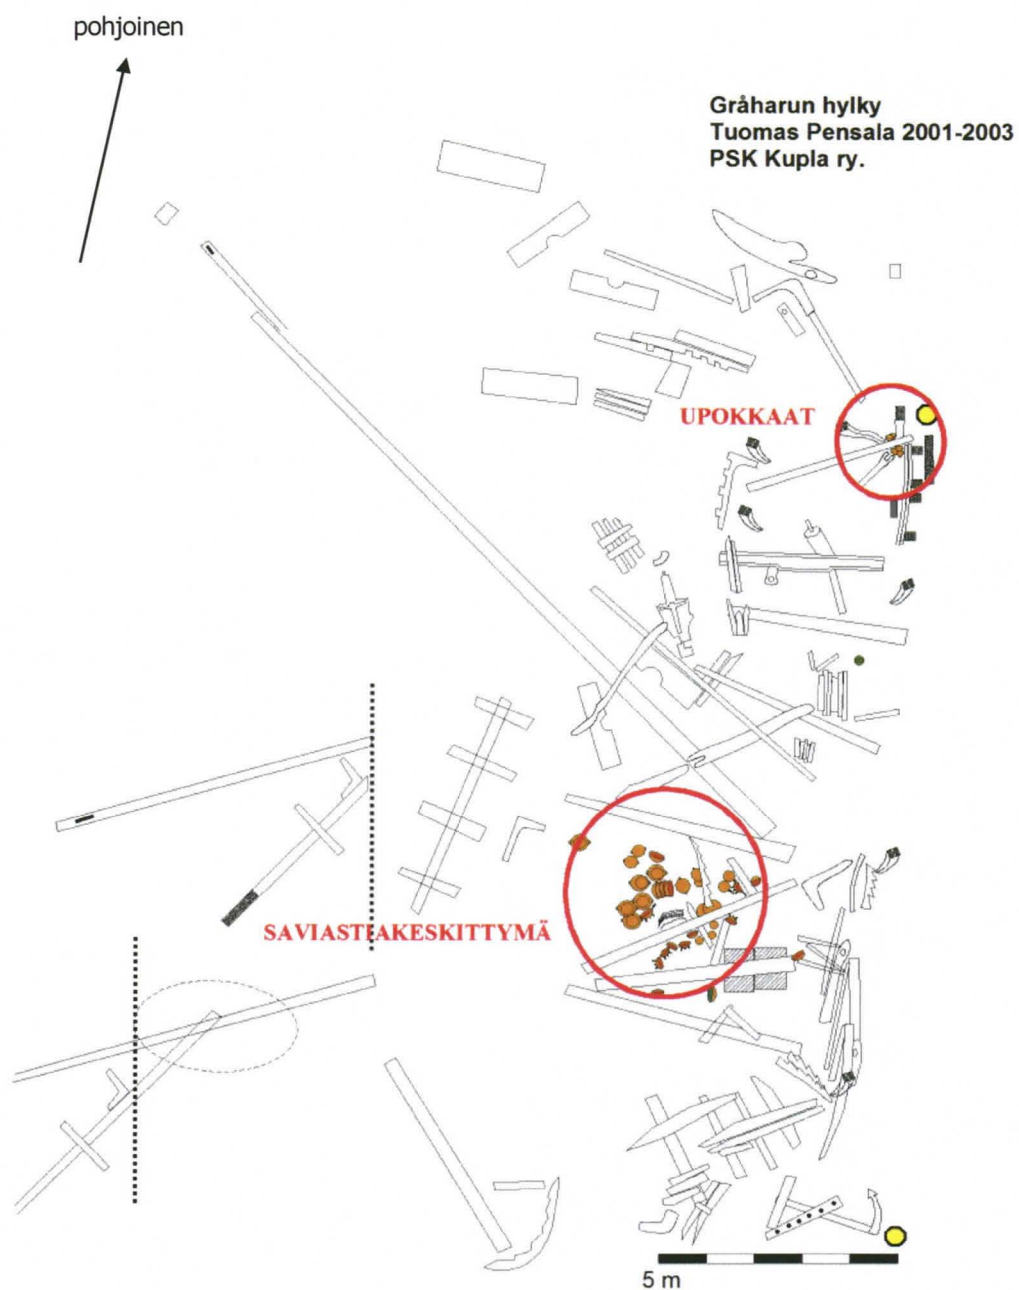 pohjoinen
Gråharun hylky
Tuomas Pensala 2001-2003
PSK Kupla ry.
UPOKKAAT
SAVIASTIAKESKITTYMÄ
5 m